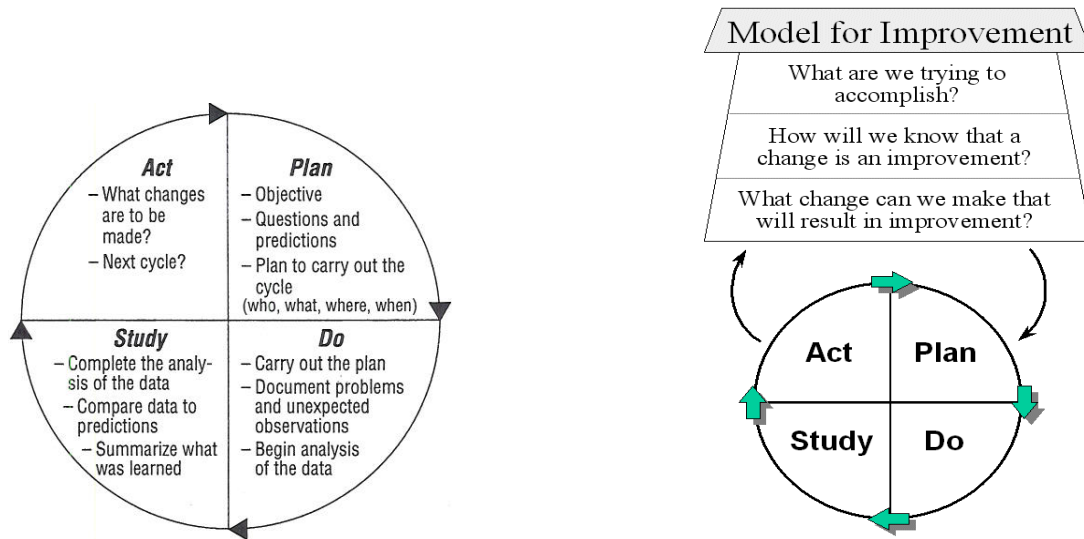 Act
– What changes
are to be
made?
– Next cycle?
Plan
– Objective
– Questions and
predictions
– Plan to carry out the
cycle
(who, what, where, when)
Study
– Complete the analy-
sis of the data
– Compare data to
predictions
– Summarize what
was learned
Do
– Carry out the plan
– Document problems
and unexpected
observations
– Begin analysis
of the data
Model for Improvement
What are we trying to
accomplish?
How will we know that a
change is an improvement?
What change can we make that
will result in improvement?
Act
Plan
Study
Do